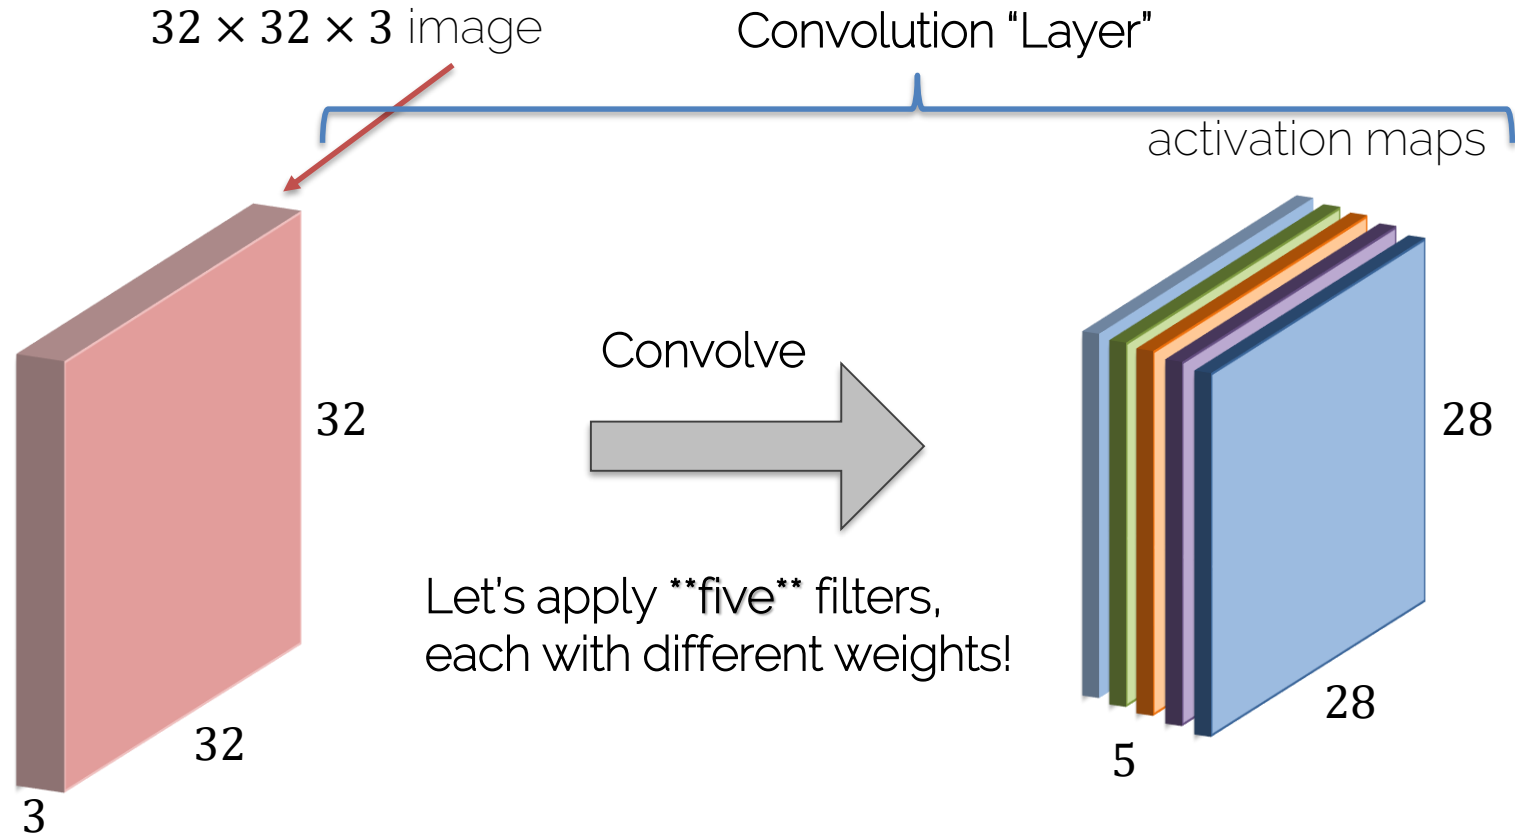 32 × 32 × 3 image
Convolution “Layer”
activation maps
32
32
3
Convolve
Let's apply **five** filters,
each with different weights!
28
28
5